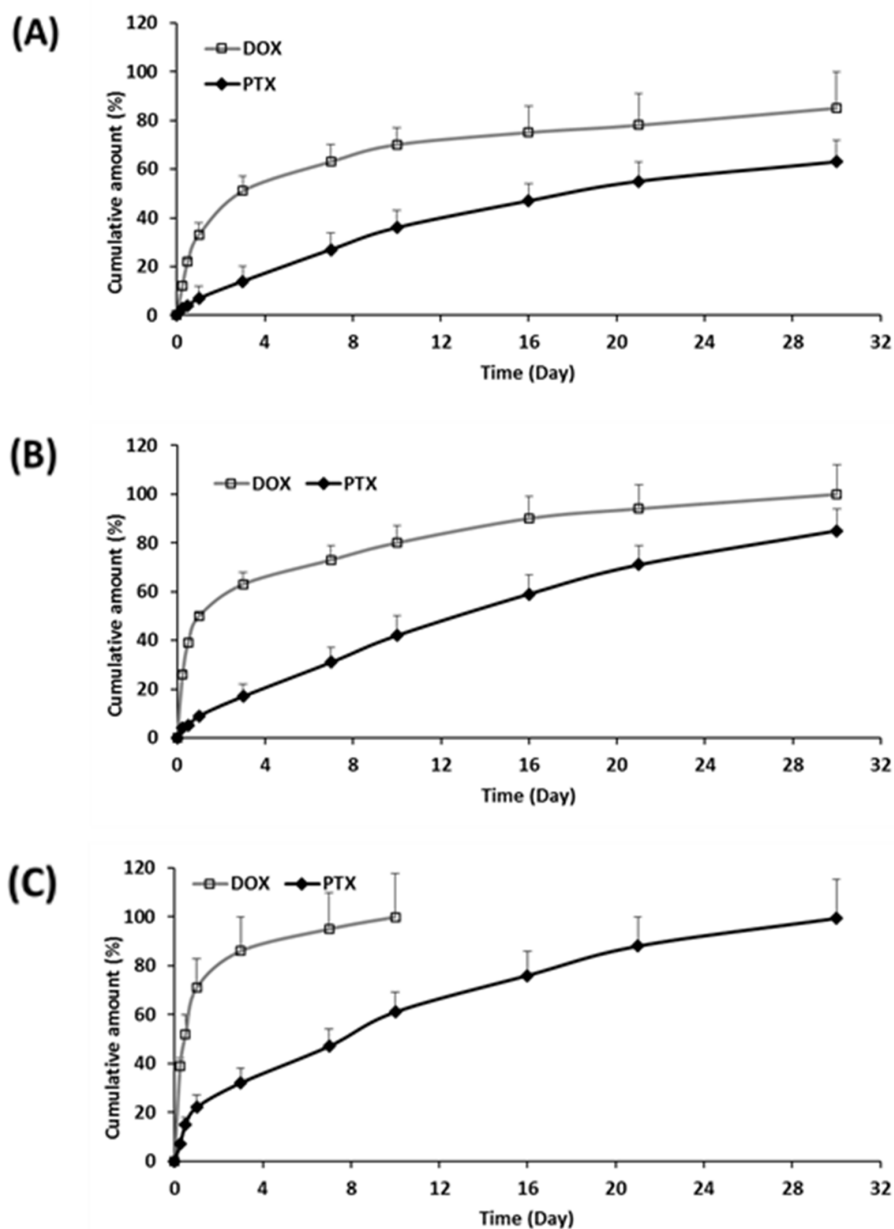 (A)
120
100
80
60
40
20
0
Cumulative amount (%)
DOX
PTX
0 4 8 12 16 20 24 28 32
Time (Day)
(B)
120
100
80
60
40
20
0
Cumulative amount (%)
DOX PTX
0 4 8 12 16 20 24 28 32
Time (Day)
(C)
120
100
80
60
40
20
0
Cumulative amount (%)
DOX PTX
0 4 8 12 16 20 24 28 32
Time (Day)